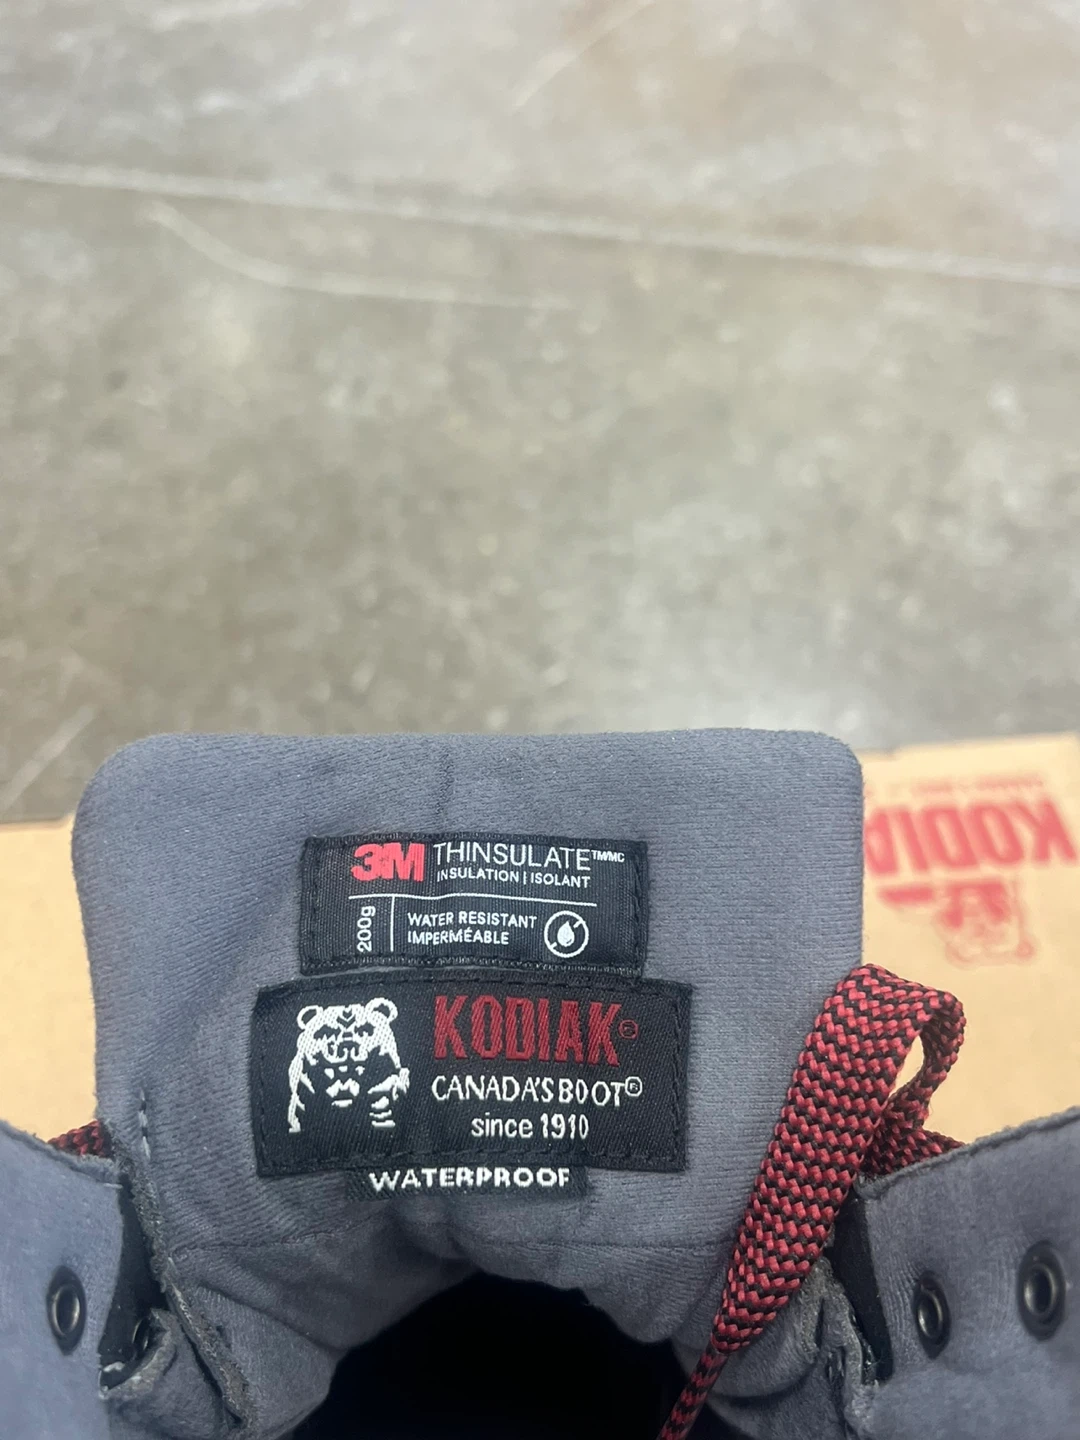 3M THINSULATE™/MC
INSULATION | ISOLANT
200g
WATER RESISTANT
IMPERMÉABLE
KODIAK®
CANADA'S BOOT®
since 1910
WATERPROOF
KODIAK